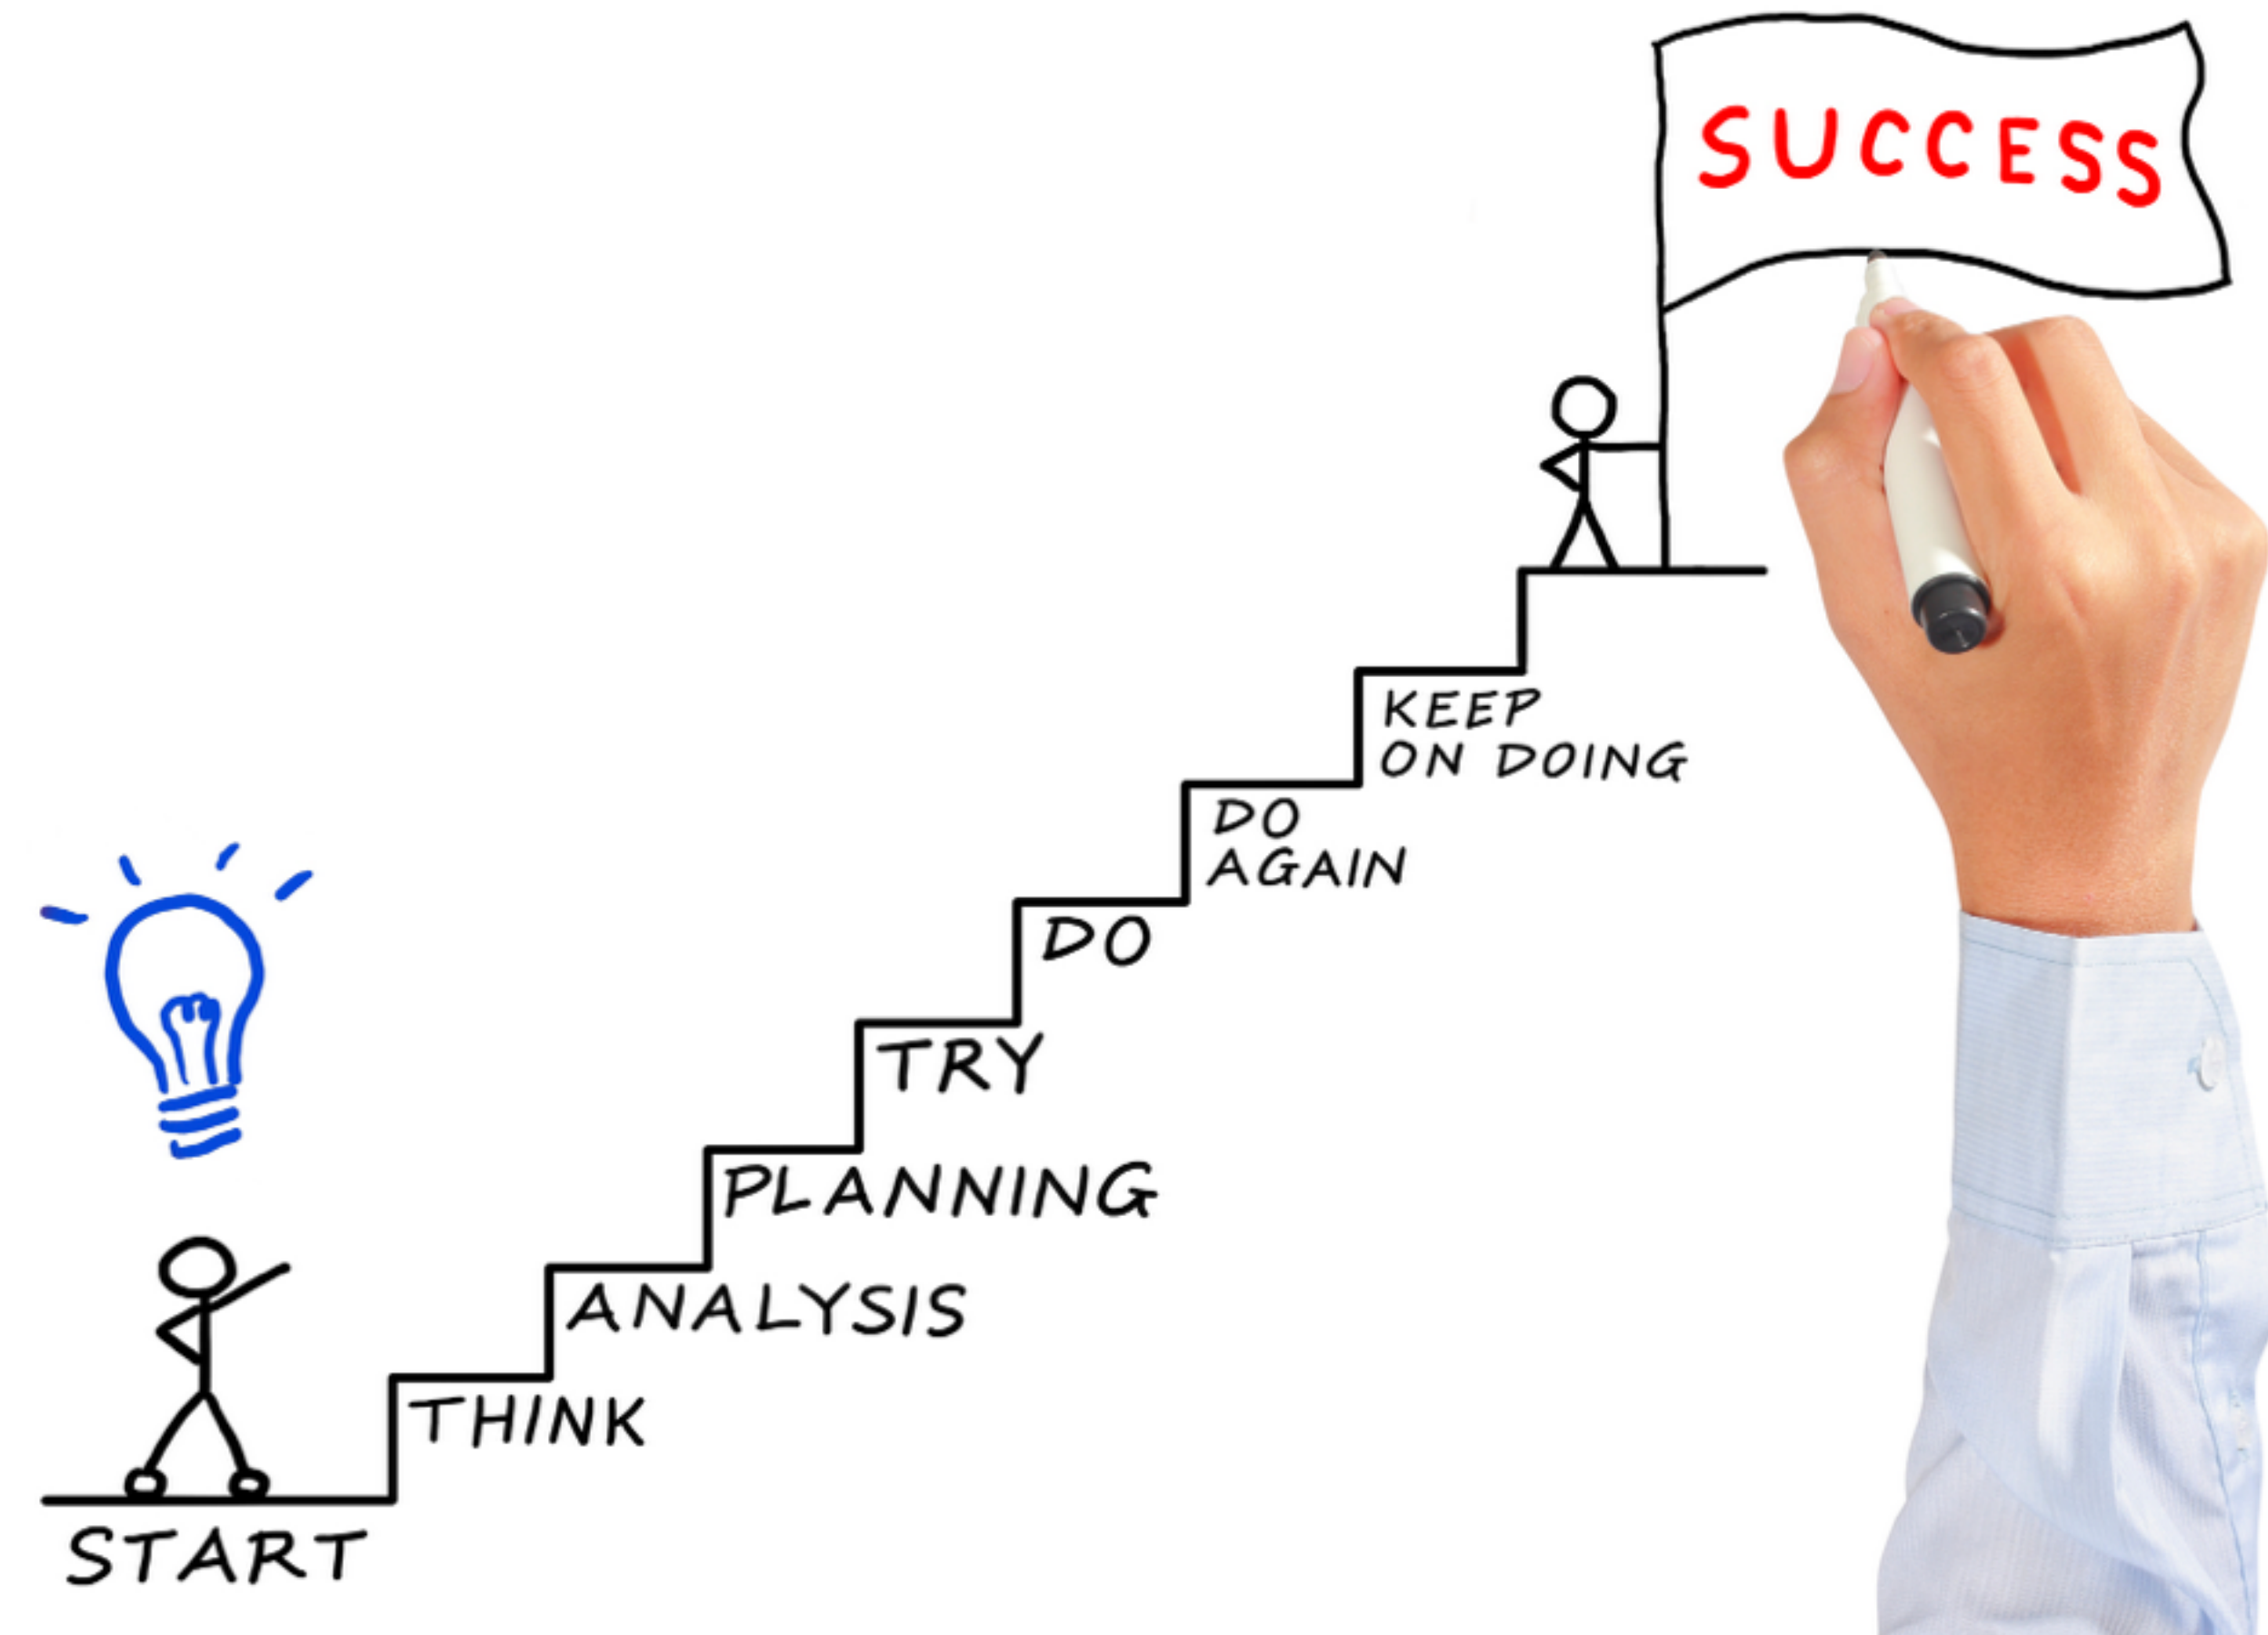 SUCCESS
KEEP
ON DOING
DO
AGAIN
DO
TRY
PLANNING
ANALYSIS
THINK
START